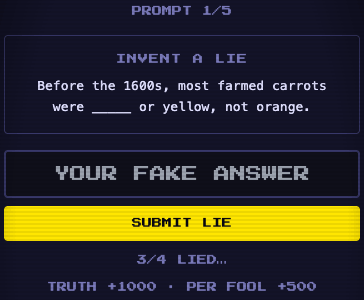 PROMPT 1/5
INVENT A LIE
Before the 1600s, most farmed carrots
were _____ or yellow, not orange.
YOUR FAKE ANSWER
SUBMIT LIE
3/4 LIED…
TRUTH +1000 · PER FOOL +500